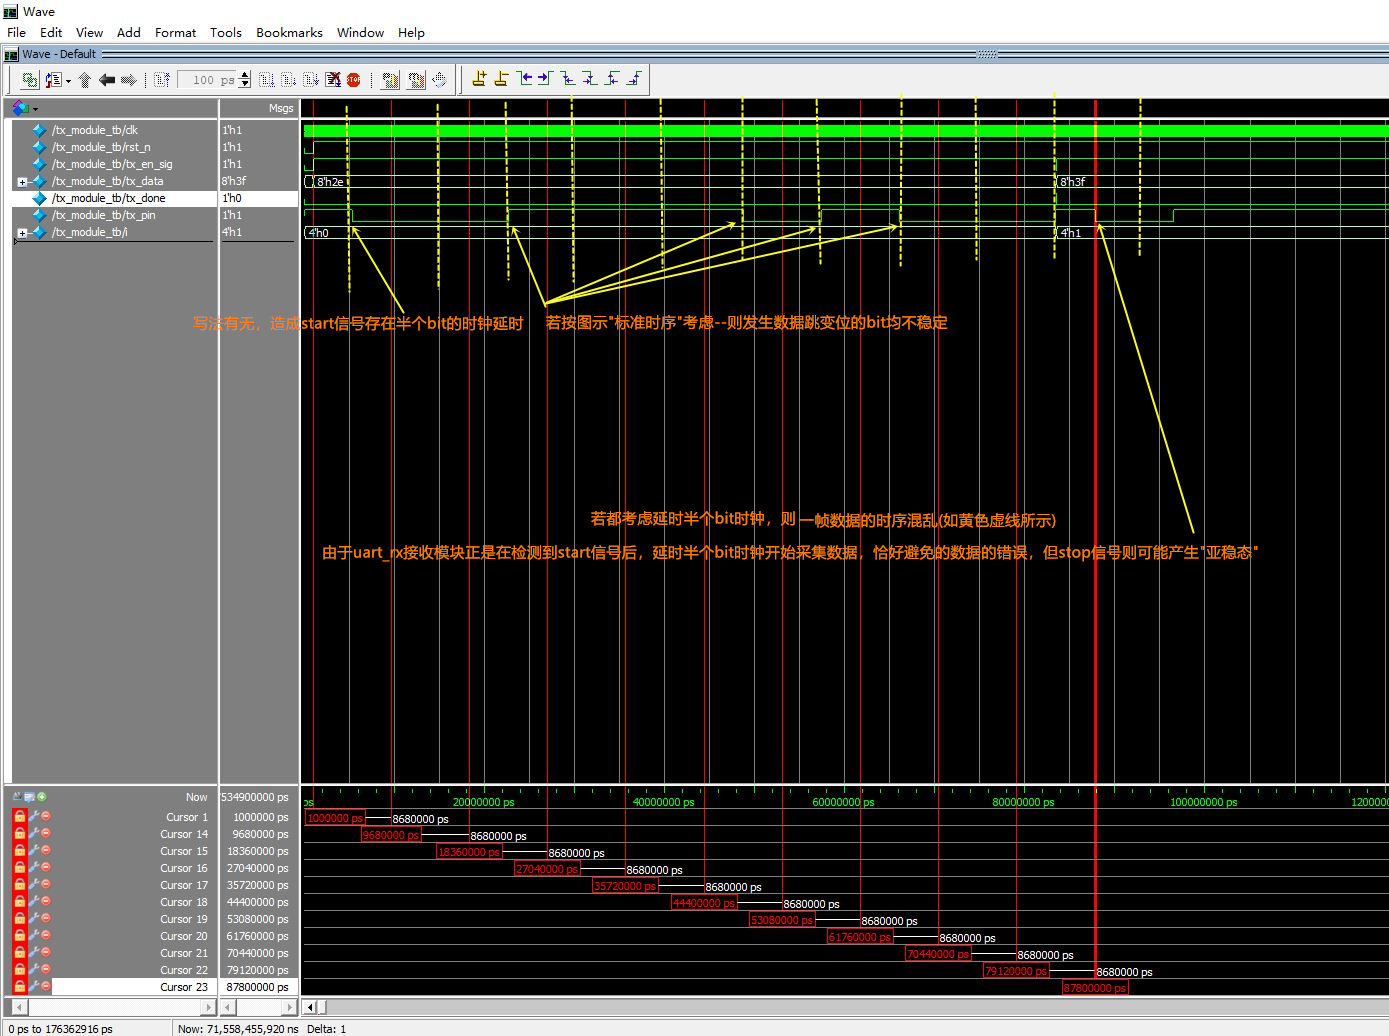 Wave
File Edit View Add Format Tools Bookmarks Window Help
Wave - Default
100 ps
STOP
Msgs
/tx_module_tb/clk 1'h1
/tx_module_tb/rst_n 1'h1
/tx_module_tb/tx_en_sig 1'h1
/tx_module_tb/tx_data 8'h3f 8'h2e 8'h3f
/tx_module_tb/tx_done 1'h0
/tx_module_tb/tx_pin 1'h1
/tx_module_tb/i 4'h1 4'h0 4'h1
写法有无，造成start信号存在半个bit的时钟延时
若按图示"标准时序"考虑--则发生数据跳变位的bit均不稳定
若都考虑延时半个bit时钟，则 一帧数据的时序混乱(如黄色虚线所示)
由于uart_rx接收模块正是在检测到start信号后，延时半个bit时钟开始采集数据，恰好避免的数据的错误，但stop信号则可能产生"亚稳态"
Now 534900000 ps ps 20000000 ps 40000000 ps 60000000 ps 80000000 ps 100000000 ps 1200000
Cursor 1 1000000 ps 1000000 ps 8680000 ps
Cursor 14 9680000 ps 9680000 ps 8680000 ps
Cursor 15 18360000 ps 18360000 ps 8680000 ps
Cursor 16 27040000 ps 27040000 ps 8680000 ps
Cursor 17 35720000 ps 35720000 ps 8680000 ps
Cursor 18 44400000 ps 44400000 ps 8680000 ps
Cursor 19 53080000 ps 53080000 ps 8680000 ps
Cursor 20 61760000 ps 61760000 ps 8680000 ps
Cursor 21 70440000 ps 70440000 ps 8680000 ps
Cursor 22 79120000 ps 79120000 ps 8680000 ps
Cursor 23 87800000 ps 87800000 ps
0 ps to 176362916 ps Now: 71,558,455,920 ns Delta: 1